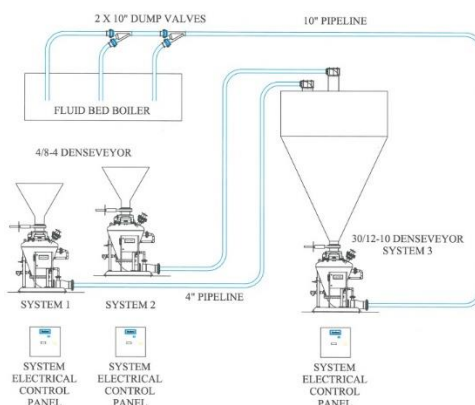 2 X 10" DUMP VALVES
10" PIPELINE
FLUID BED BOILER
4/8-4 DENSEVEYOR
30/12-10 DENSEVEYOR
SYSTEM 3
4" PIPELINE
SYSTEM 1
SYSTEM 2
SYSTEM
ELECTRICAL
CONTROL
PANEL
SYSTEM
ELECTRICAL
CONTROL
PANEL
SYSTEM
ELECTRICAL
CONTROL
PANEL